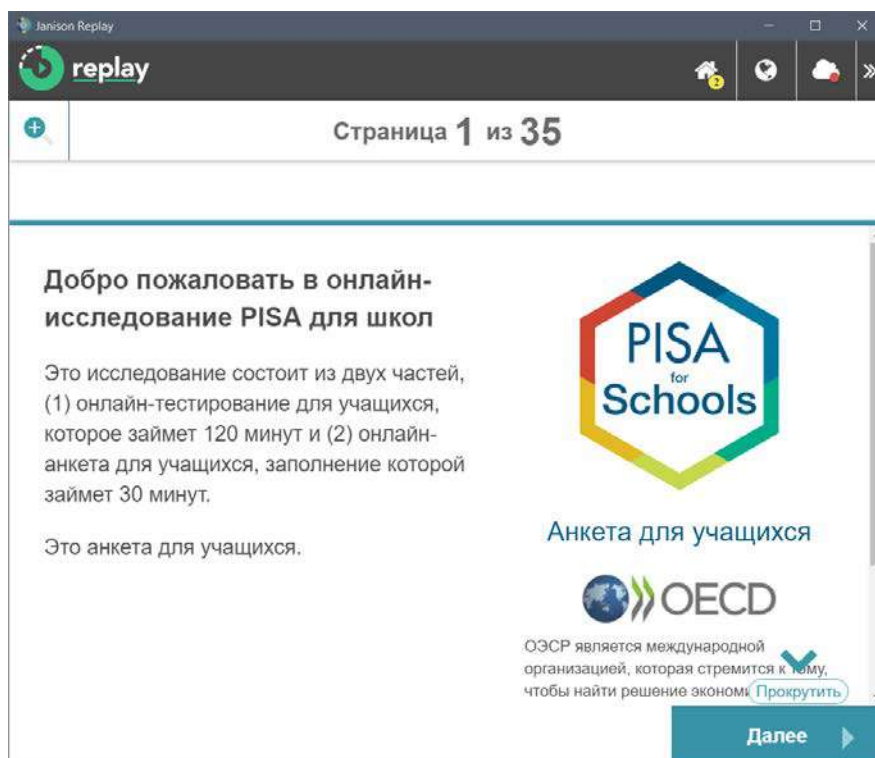 Janison Replay
replay
2
Страница 1 из 35
Добро пожаловать в онлайн-
исследование PISA для школ
Это исследование состоит из двух частей,
(1) онлайн-тестирование для учащихся,
которое займет 120 минут и (2) онлайн-
анкета для учащихся, заполнение которой
займет 30 минут.
Это анкета для учащихся.
PISA
for
Schools
Анкета для учащихся
OECD
ОЭСР является международной
организацией, которая стремится к тому,
чтобы найти решение
Прокрутить
Далее